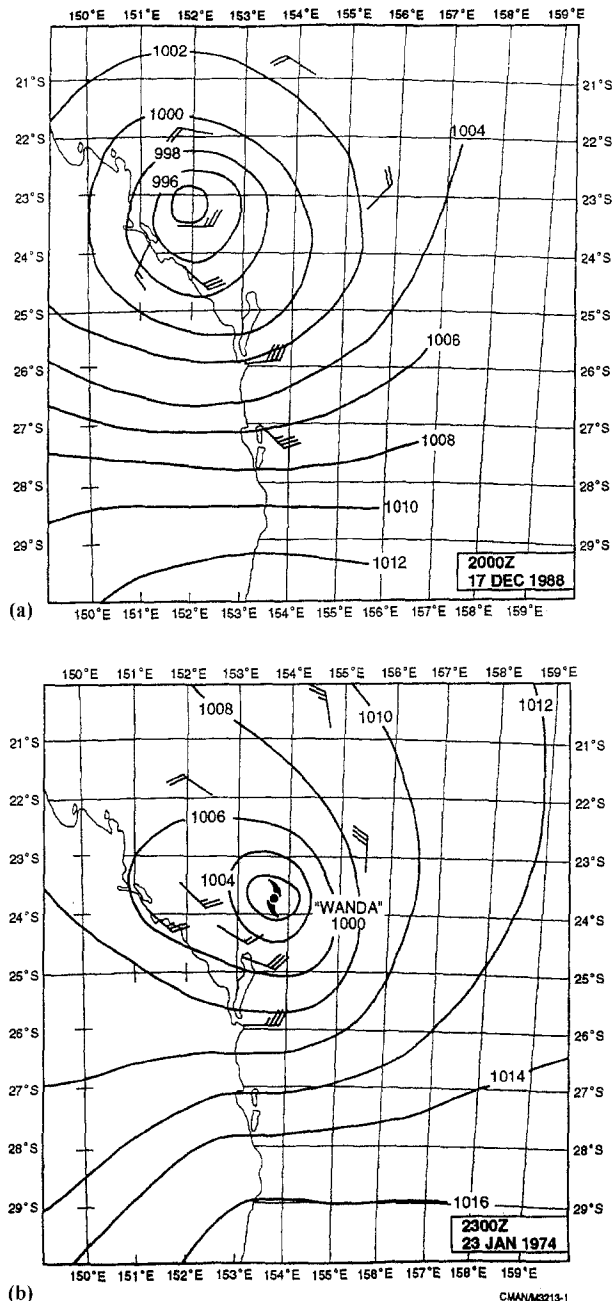 150°E 151°E 152°E 153°E 154°E 155°E 156°E 157°E 158°E 159°E
1002
21°S 21°S
1000
1004
22°S 22°S
998
996
23°S 23°S
24°S 24°S
25°S 25°S
1006
26°S 26°S
27°S 27°S
1008
28°S 28°S
1010
29°S 29°S
1012
2000Z
17 DEC 1988
(a)
150°E 151°E 152°E 153°E 154°E 155°E 156°E 157°E 158°E 159°E
150°E 151°E 152°E 153°E 154°E 155°E 156°E 157°E 158°E 159°E
1008
1010
1012
21°S 21°S
22°S 22°S
1006
23°S 23°S
1004
"WANDA"
1000
24°S 24°S
25°S 25°S
26°S 26°S
1014
27°S 27°S
28°S 28°S
1016
29°S 29°S
2300Z
23 JAN 1974
150°E 151°E 152°E 153°E 154°E 155°E 156°E 157°E 158°E 159°E
(b)
CMAN/M3213-1